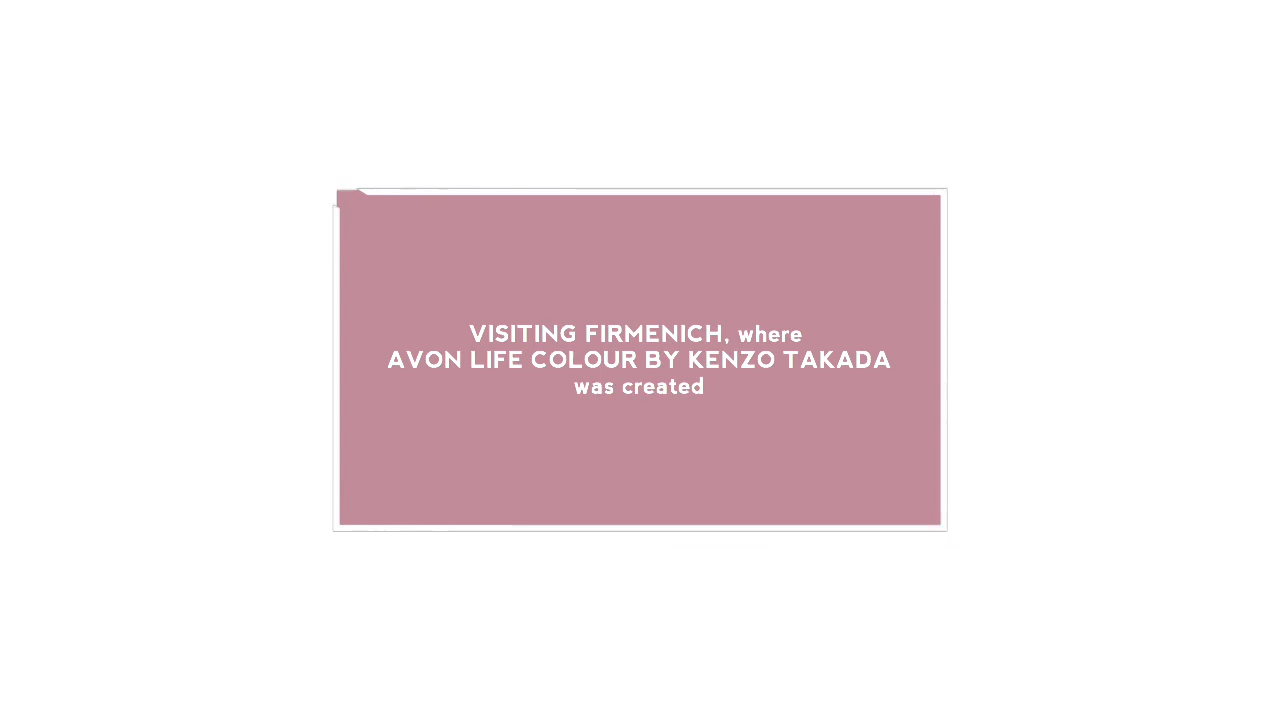 VISITING FIRMENICH, where
AVON LIFE COLOUR BY KENZO TAKADA
was created